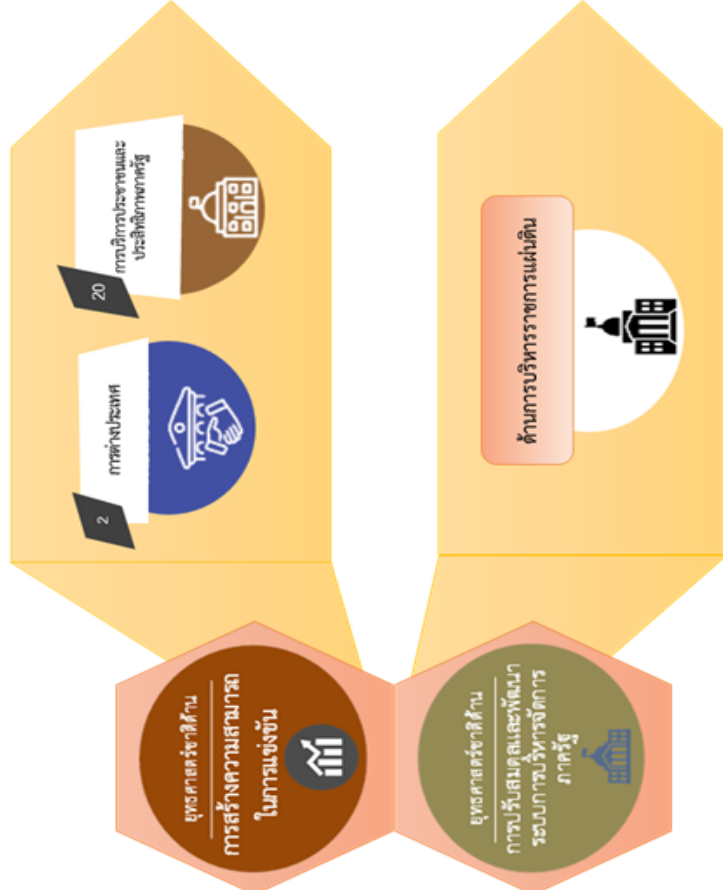 ยุทธศาสตร์ชาติด้าน
การสร้างความสามารถ
ในการแข่งขัน
2
การต่างประเทศ
20
การบริการประชาชนและ
ประสิทธิภาพภาครัฐ
ยุทธศาสตร์ชาติด้าน
การปรับสมดุลและพัฒนา
ระบบการบริหารจัดการ
ภาครัฐ
ด้านการบริหารราชการแผ่นดิน